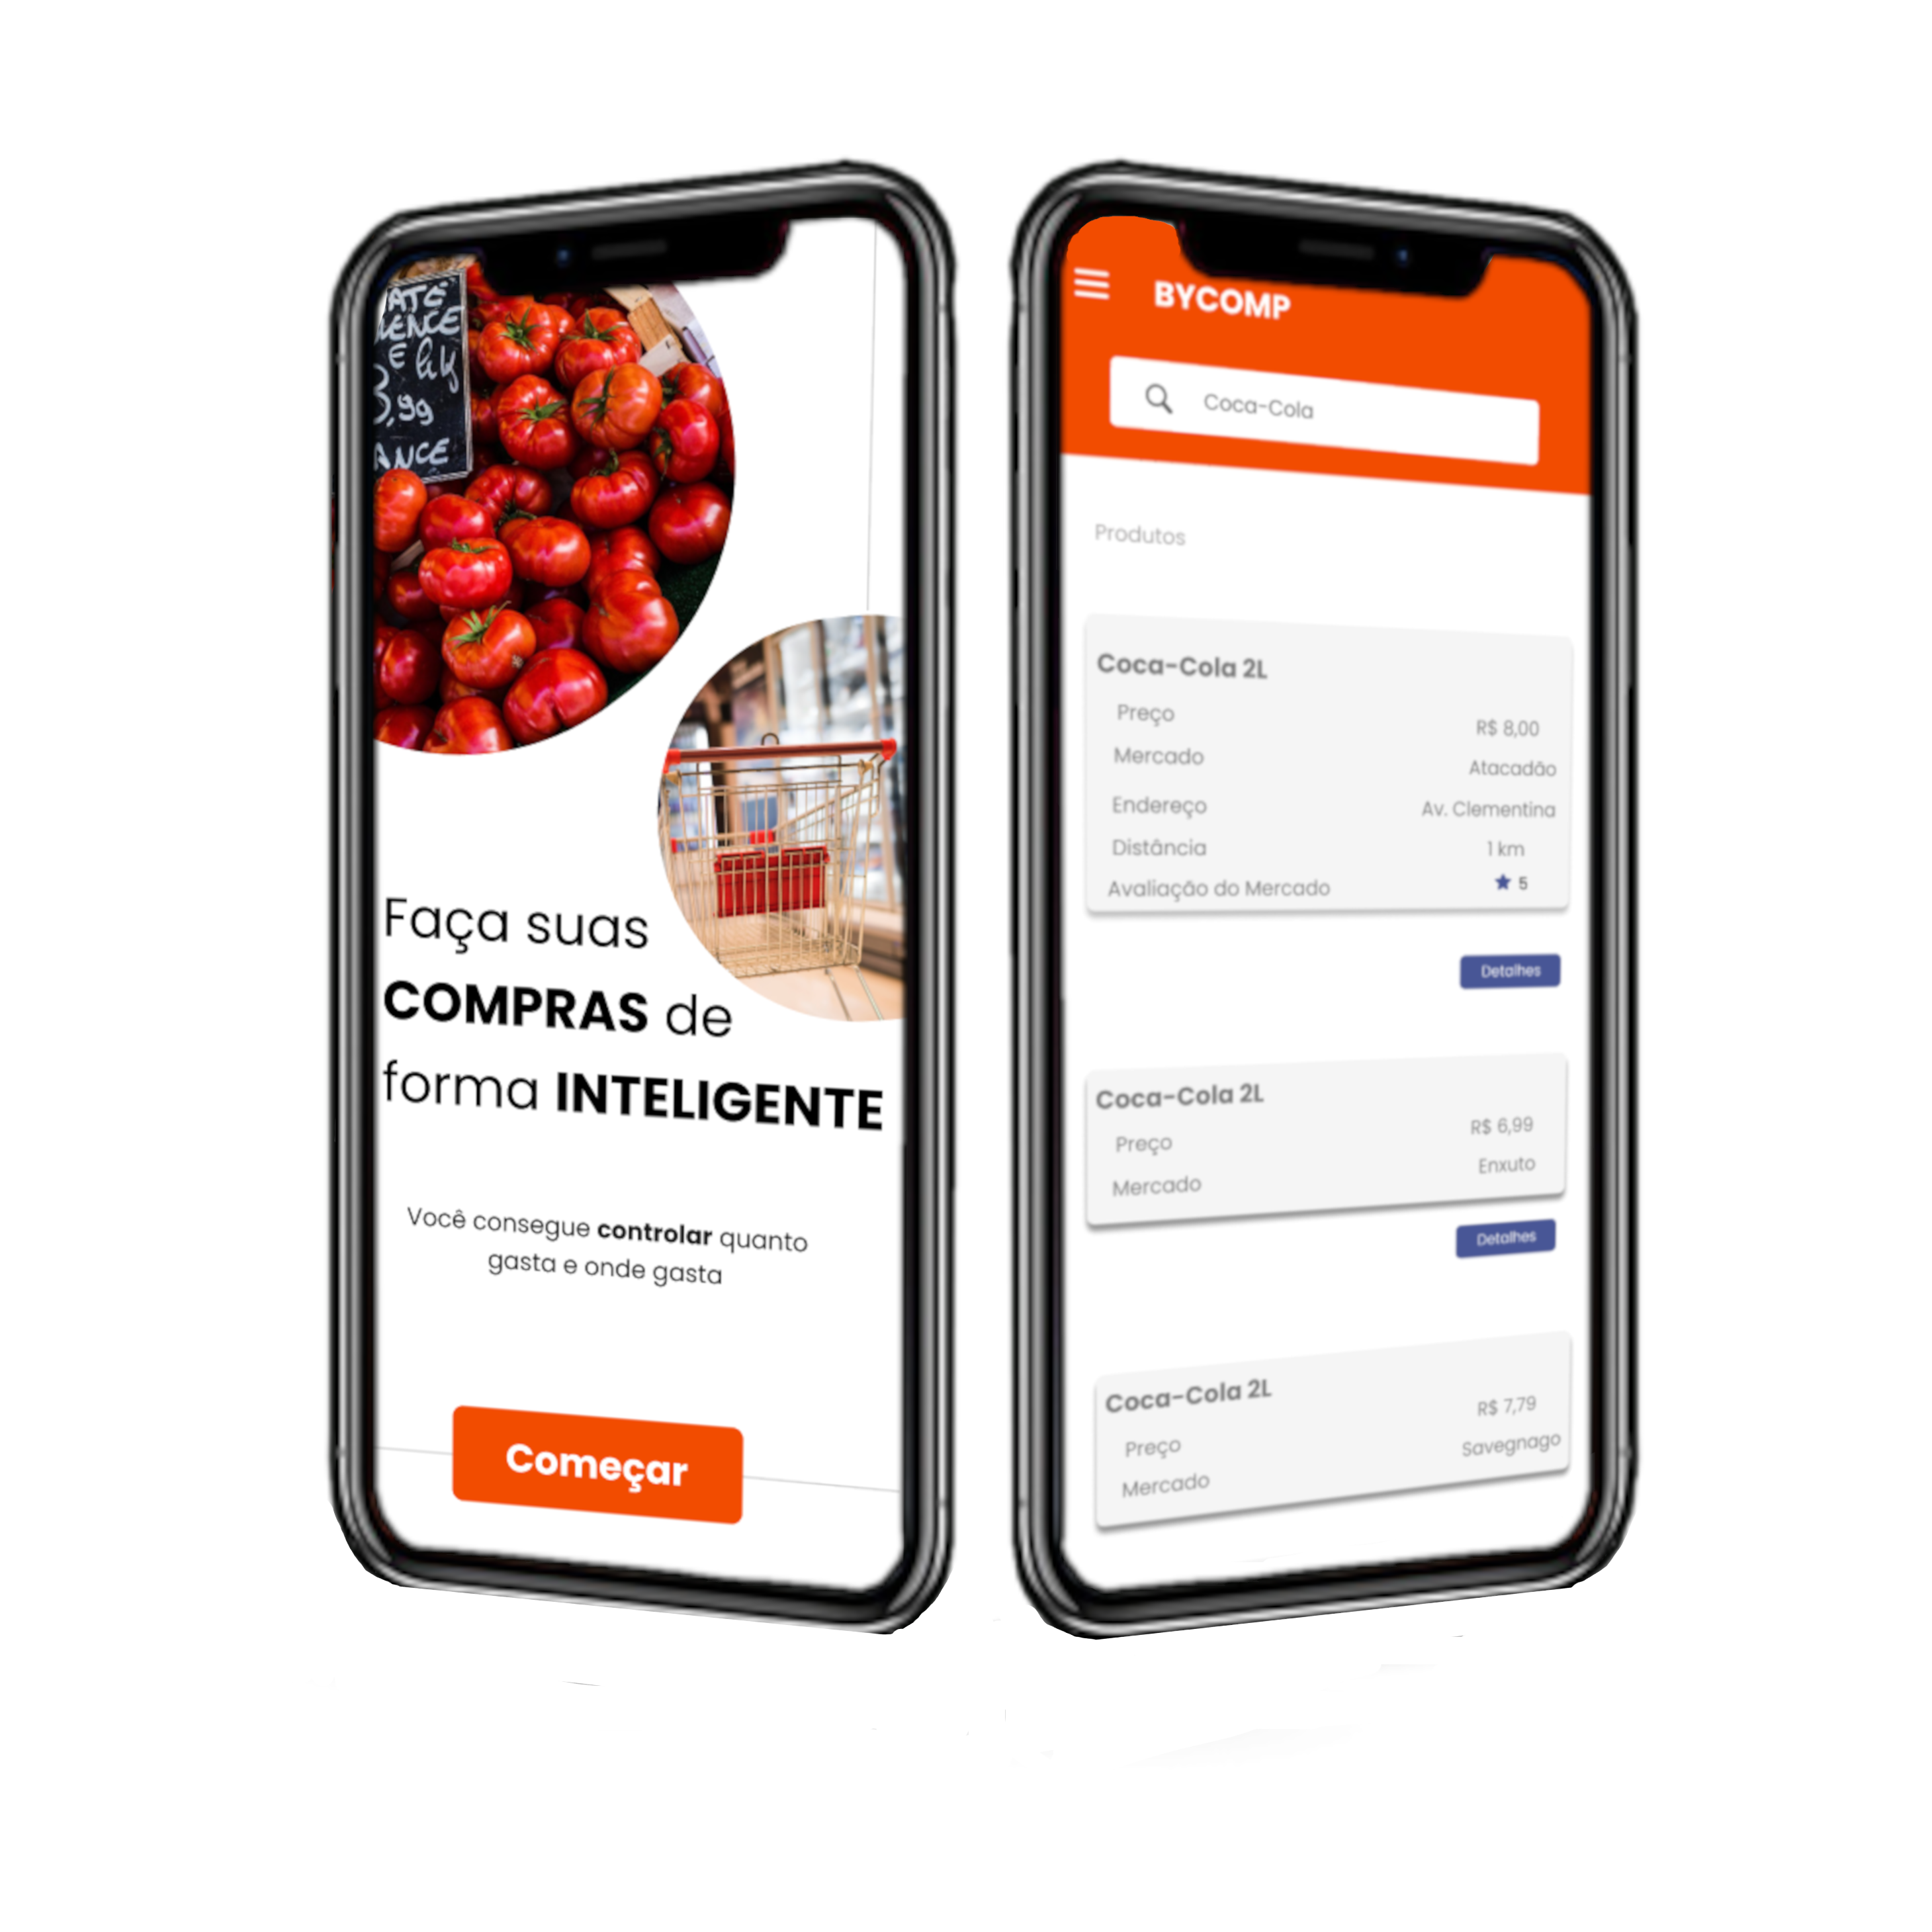 ATE
E
3,99
ANCE
Faça suas
COMPRAS de
forma INTELIGENTE
Você consegue controlar quanto
gasta e onde gasta
Começar
BYCOMP
Coca-Cola
Produtos
Coca-Cola 2L
Preço R$ 8,00
Mercado Atacadão
Endereço Av. Clementina
Distância 1 km
Avaliação do Mercado ★ 5
Detalhes
Coca-Cola 2L
Preço R$ 6,99
Mercado Enxuto
Detalhes
Coca-Cola 2L
Preço R$ 7,79
Mercado Savegnago